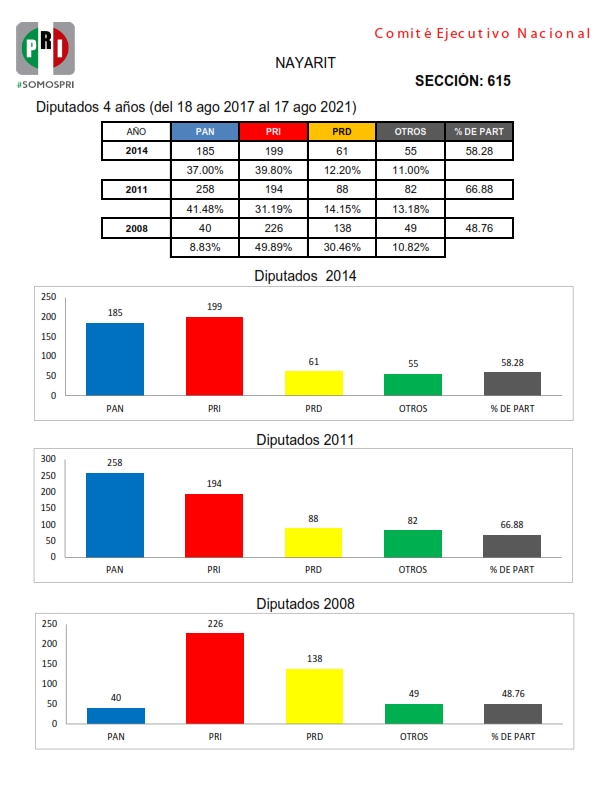 Comité Ejecutivo Nacional
PRI
#SOMOSPRI
NAYARIT
SECCIÓN: 615
Diputados 4 años (del 18 ago 2017 al 17 ago 2021)
AÑO PAN PRI PRD OTROS % DE PART
2014 185 199 61 55 58.28
37.00% 39.80% 12.20% 11.00%
2011 258 194 88 82 66.88
41.48% 31.19% 14.15% 13.18%
2008 40 226 138 49 48.76
8.83% 49.89% 30.46% 10.82%
Diputados 2014
250
200
150
100
50
0
185 199 61 55 58.28
PAN PRI PRD OTROS % DE PART
Diputados 2011
300
250
200
150
100
50
0
258 194 88 82 66.88
PAN PRI PRD OTROS % DE PART
Diputados 2008
250
200
150
100
50
0
40 226 138 49 48.76
PAN PRI PRD OTROS % DE PART